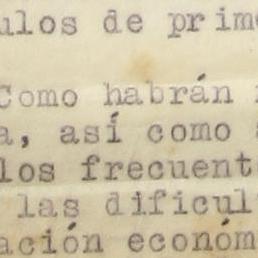 ulos de prim
Como habrán
a, así como
los frecuent
las dificul
ación económ